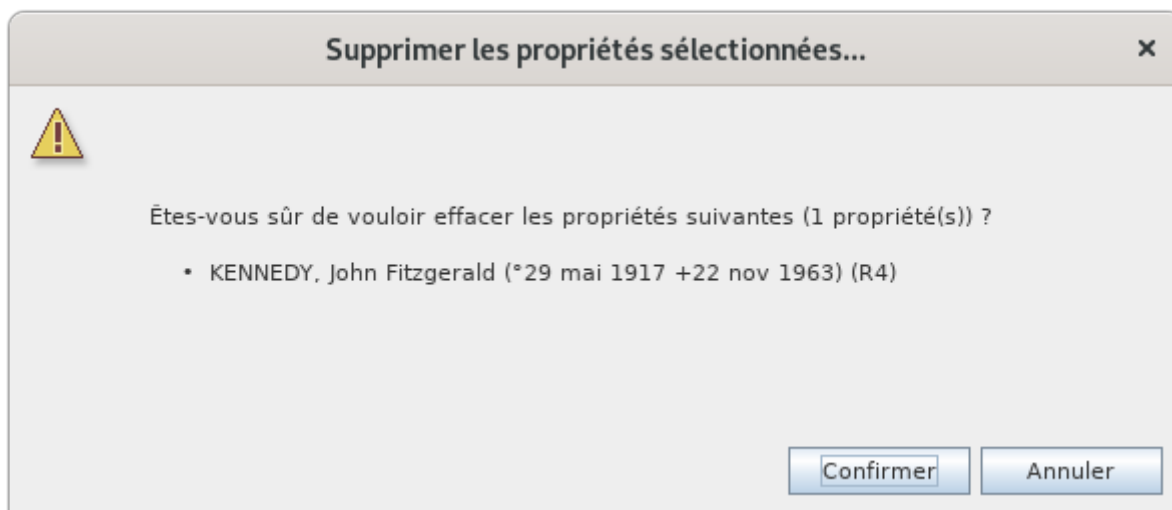 Supprimer les propriétés sélectionnées...
Êtes-vous sûr de vouloir effacer les propriétés suivantes (1 propriété(s)) ?
• KENNEDY, John Fitzgerald (°29 mai 1917 +22 nov 1963) (R4)
Confirmer Annuler